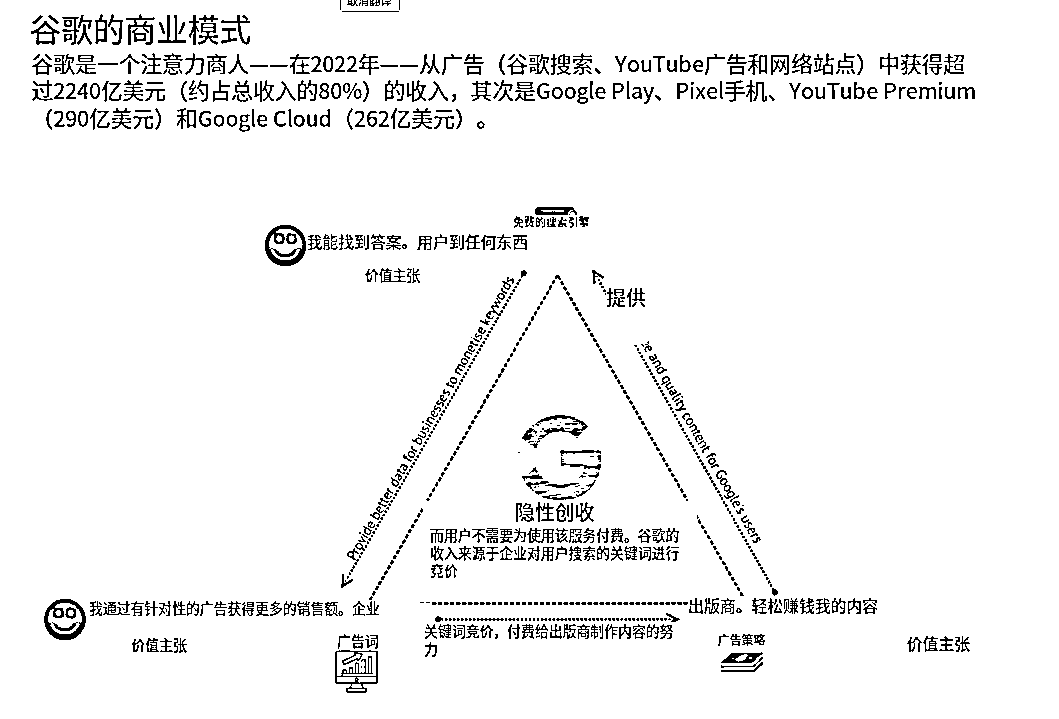 取消翻译
谷歌的商业模式
谷歌是一个注意力商人——在2022年——从广告（谷歌搜索、YouTube广告和网络站点）中获得超
过2240亿美元（约占总收入的80%）的收入，其次是Google Play、Pixel手机、YouTube Premium
（290亿美元）和Google Cloud（262亿美元）。
免费的搜索引擎
我能找到答案。用户到任何东西
价值主张
提供
Provide better data for businesses to monetise keywords
and quality content for Google's users
隐性创收
而用户不需要为使用该服务付费。谷歌的
收入来源于企业对用户搜索的关键词进行
竞价
我通过有针对性的广告获得更多的销售额。企业
价值主张
广告词
关键词竞价，付费给出版商制作内容的努
力
出版商。轻松赚钱我的内容
广告策略
价值主张